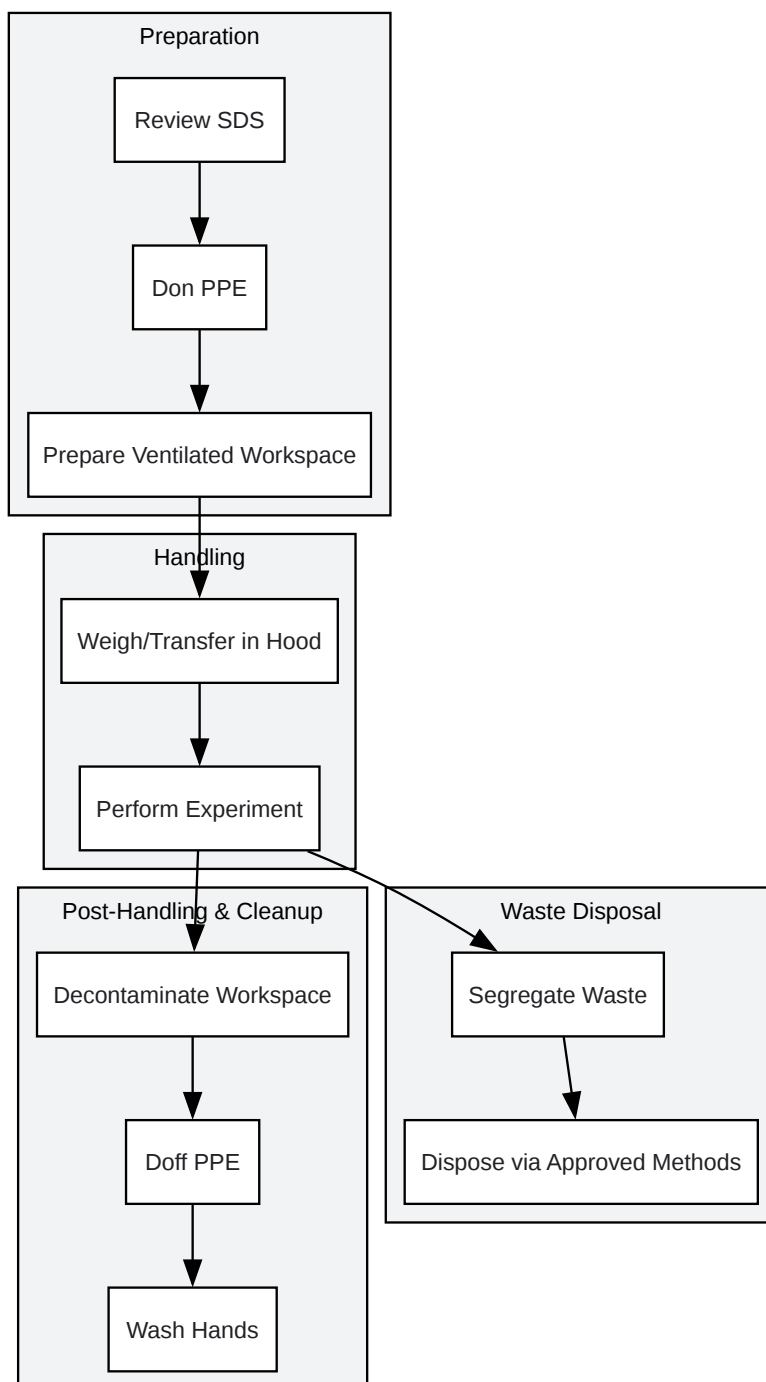 Preparation
Review SDS
Don PPE
Prepare Ventilated Workspace
Handling
Weigh/Transfer in Hood
Perform Experiment
Post-Handling & Cleanup
Decontaminate Workspace
Doff PPE
Wash Hands
Waste Disposal
Segregate Waste
Dispose via Approved Methods